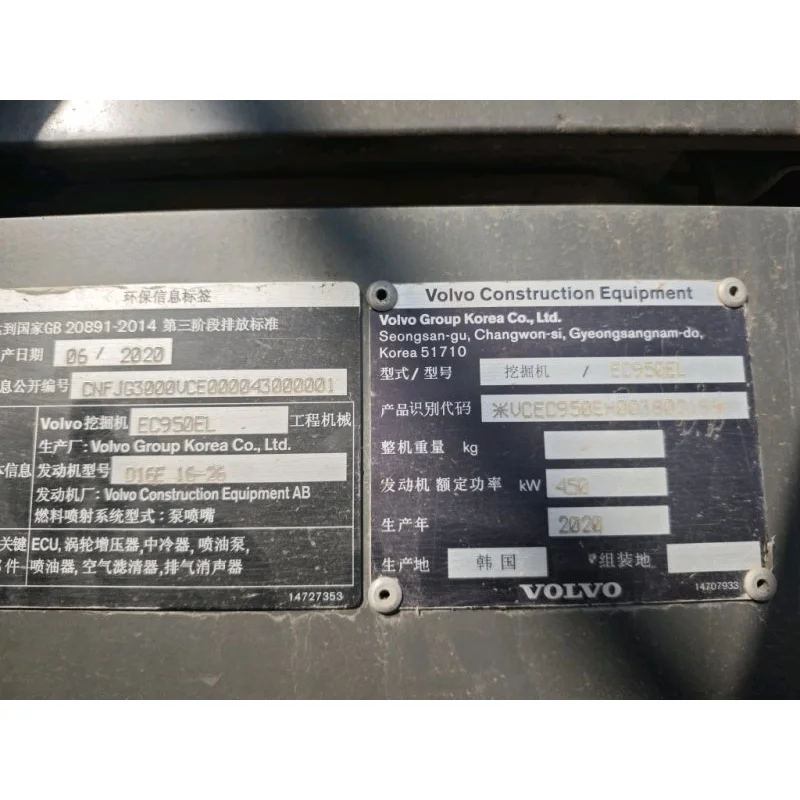 环保信息标签
到国家GB 20891-2014 第三阶段排放标准
产日期 06 / 2020
息公开编号 CNFJG3000VCE000043000001
Volvo挖掘机 EC950EL 工程机械
生产厂: Volvo Group Korea Co., Ltd.
本信息 发动机型号 D16E 16-26
发动机厂: Volvo Construction Equipment AB
燃料喷射系统型式: 泵喷嘴
关键 ECU, 涡轮增压器, 中冷器, 喷油泵,
件- 喷油器, 空气滤清器, 排气消声器
14727353
Volvo Construction Equipment
Volvo Group Korea Co., Ltd.
Seongsan-gu, Changwon-si, Gyeongsangnam-do,
Korea 51710
型式/型号 挖掘机 / EC950EL
产品识别代码
整机重量 kg
发动机 额定功率 kW 450
生产年 2020
生产地 韩国 组装地
VOLVO 14707933